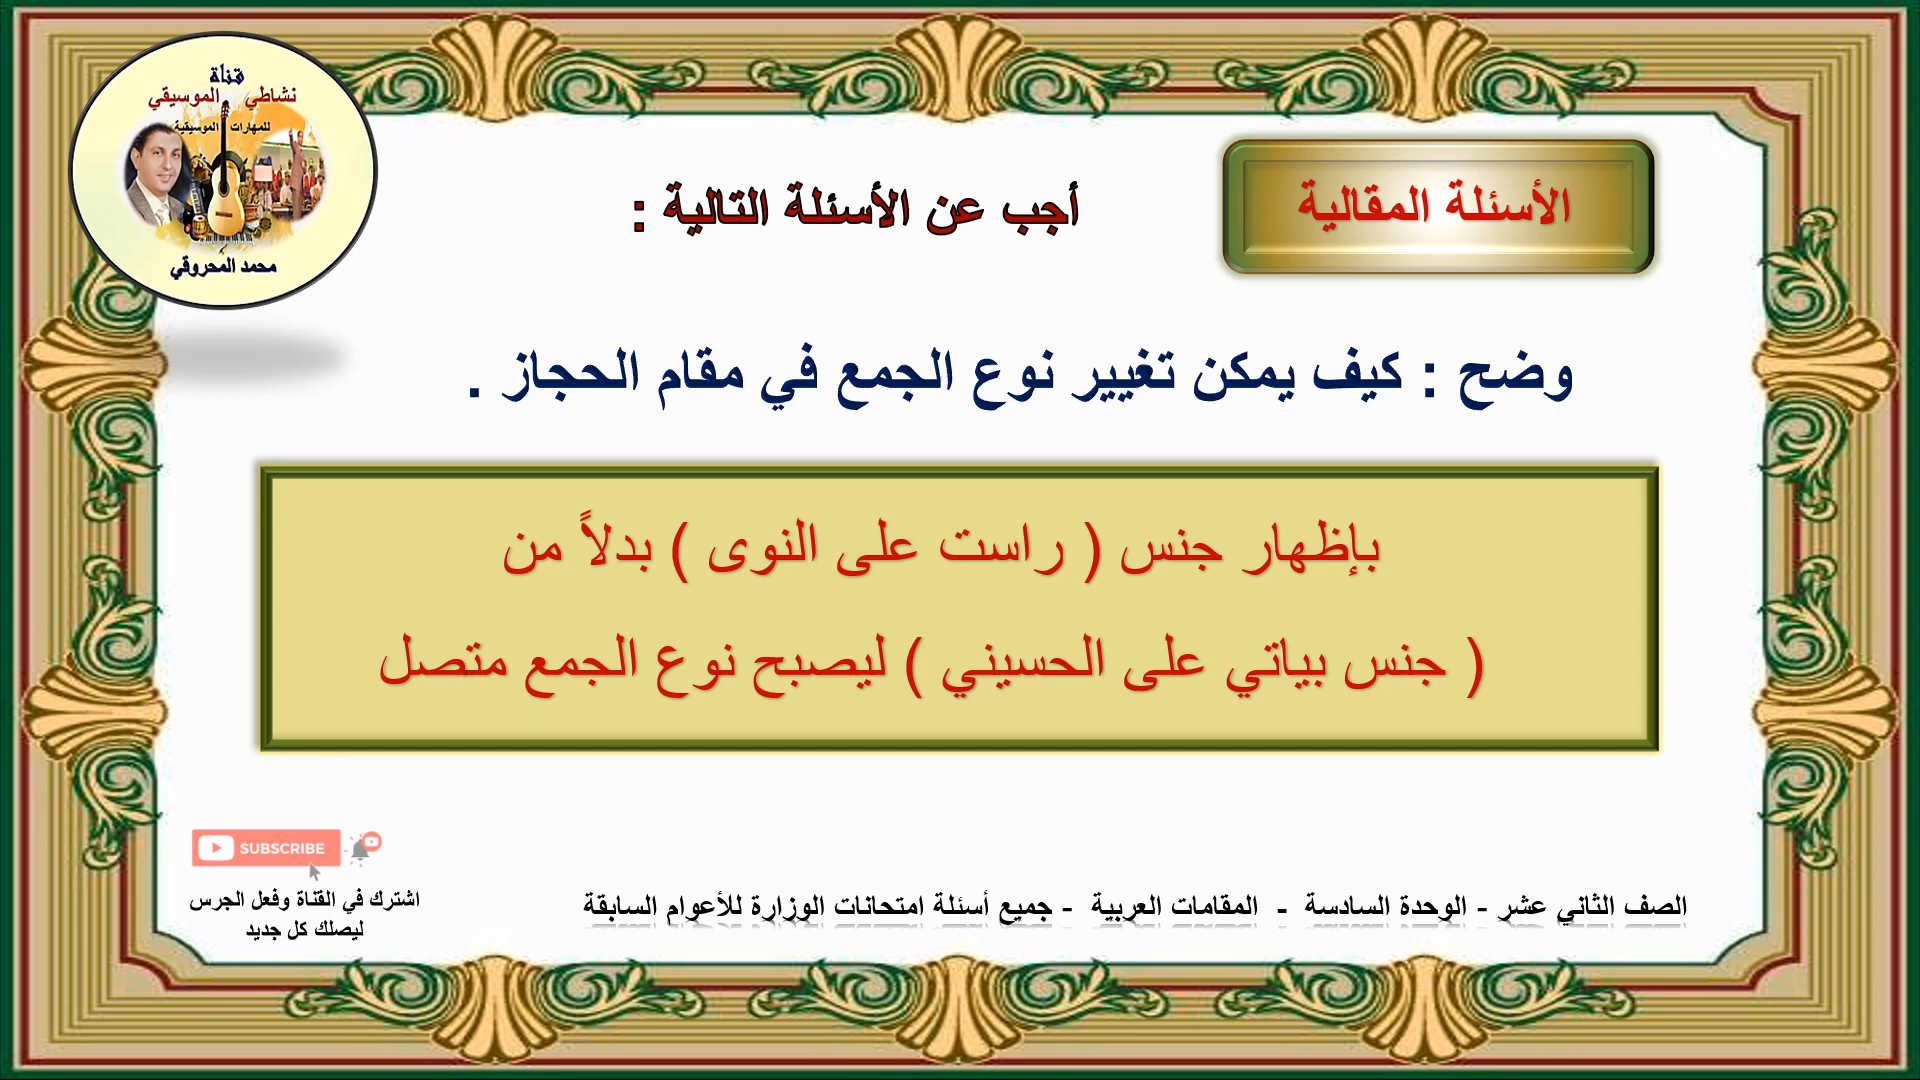 قناة
نشاطي الموسيقي
للمهارات الموسيقية
محمد المحروقي
الأسئلة المقالية
أجب عن الأسئلة التالية :
وضح : كيف يمكن تغيير نوع الجمع في مقام الحجاز .
بإظهار جنس ( راست على النوى ) بدلاً من
( جنس بياتي على الحسيني ) ليصبح نوع الجمع متصل
SUBSCRIBE
اشترك في القناة وفعل الجرس
ليصلك كل جديد
الصف الثاني عشر - الوحدة السادسة - المقامات العربية - جميع أسئلة امتحانات الوزارة للأعوام السابقة